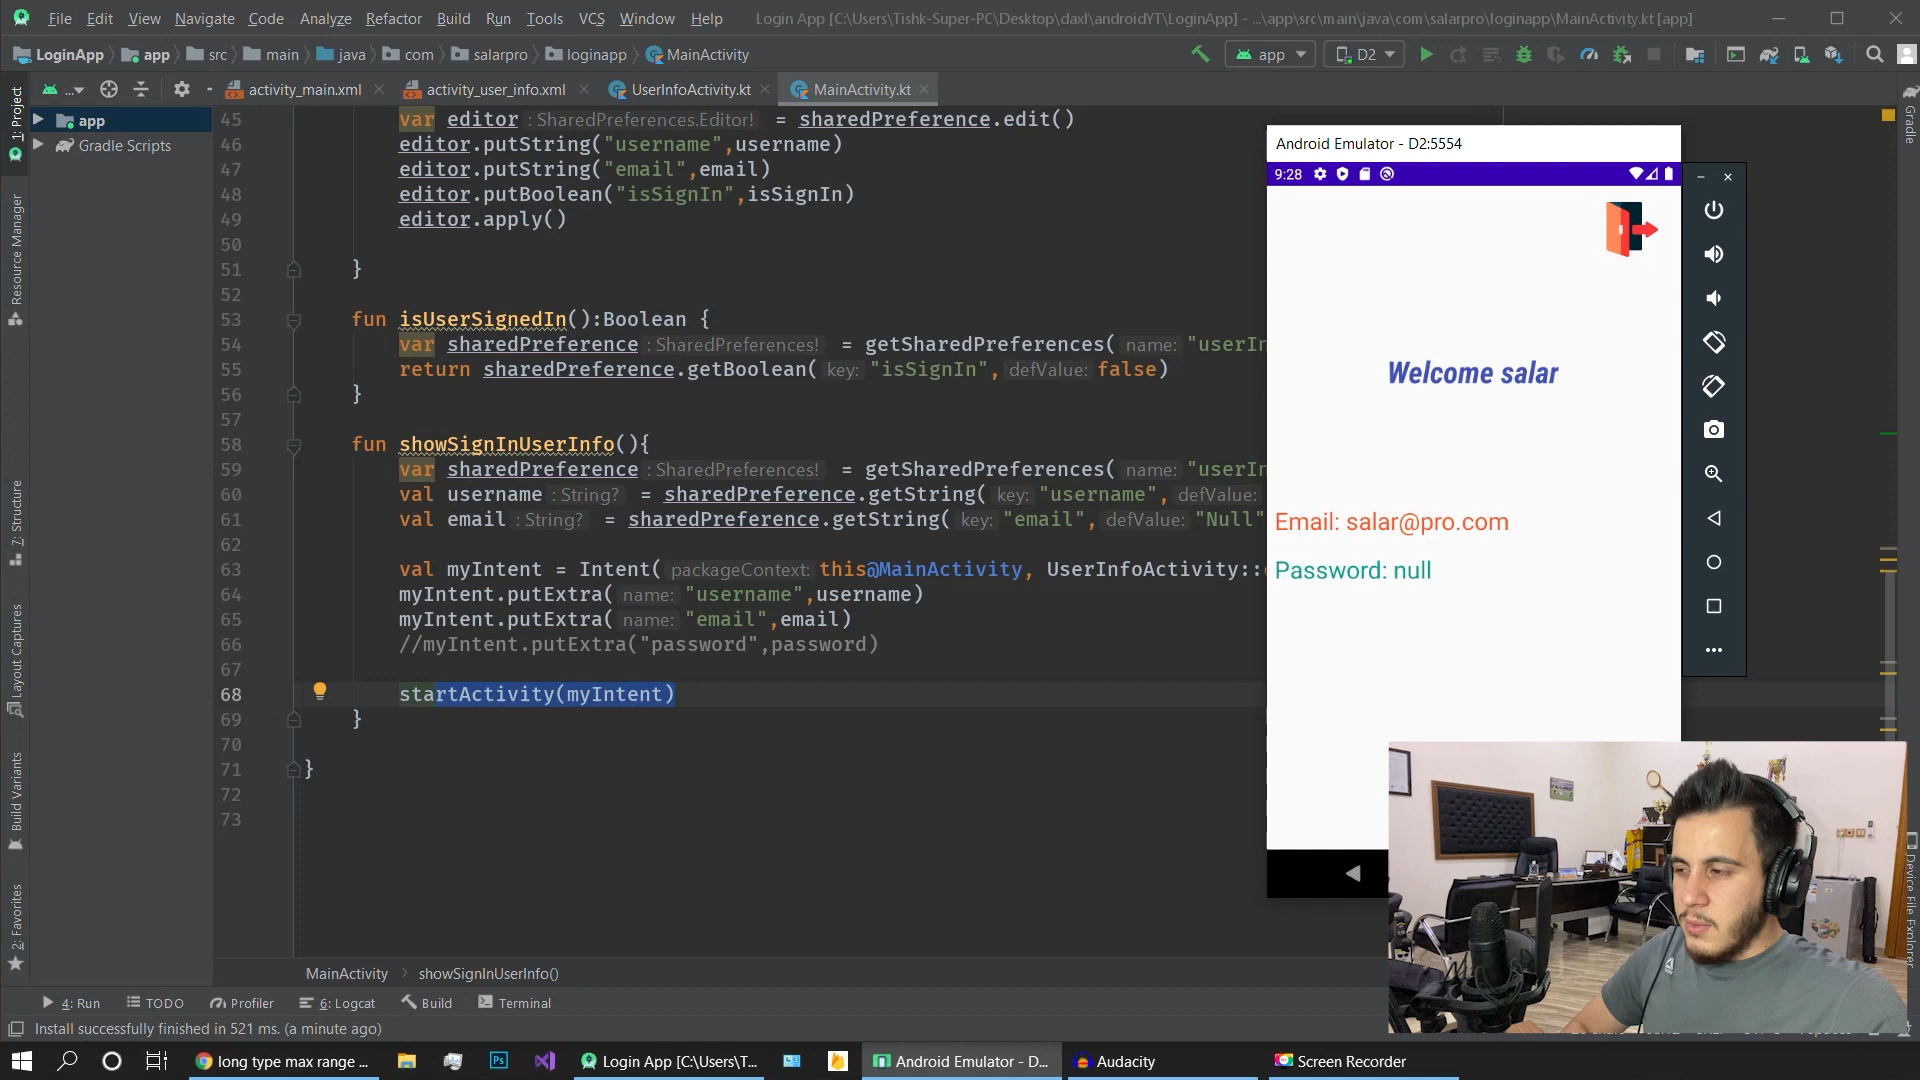 File Edit View Navigate Code Analyze Refactor Build Run Tools VCS Window Help Login App [C:\Users\Tishk-Super-PC\Desktop\daxl\androidYT\LoginApp] - ...\app\src\main\java\com\salarpro\loginapp\MainActivity.kt [app]
LoginApp app src main java com salarpro loginapp MainActivity app D2
... activity_main.xml activity_user_info.xml UserInfoActivity.kt MainActivity.kt
app
Gradle Scripts
1: Project
Resource Manager
7: Structure
Layout Captures
Build Variants
2: Favorites
45 var editor : SharedPreferences.Editor! = sharedPreference.edit()
46 editor.putString("username",username)
47 editor.putString("email",email)
48 editor.putBoolean("isSignIn",isSignIn)
49 editor.apply()
50
51 }
52
53 fun isUserSignedIn():Boolean {
54 var sharedPreference : SharedPreferences! = getSharedPreferences( name: "userIn
55 return sharedPreference.getBoolean( key: "isSignIn", defValue: false)
56 }
57
58 fun showSignInUserInfo(){
59 var sharedPreference : SharedPreferences! = getSharedPreferences( name: "userIn
60 val username : String? = sharedPreference.getString( key: "username", defValue:
61 val email : String? = sharedPreference.getString( key: "email", defValue: "Null"
62
63 val myIntent = Intent( packageContext: this@MainActivity, UserInfoActivity::
64 myIntent.putExtra( name: "username",username)
65 myIntent.putExtra( name: "email",email)
66 //myIntent.putExtra("password",password)
67
68 startActivity(myIntent)
69 }
70
71 }
72
73
MainActivity showSignInUserInfo()
Android Emulator - D2:5554
9:28
Welcome salar
Email: salar@pro.com
Password: null
Gradle
Device File Explorer
4: Run TODO Profiler 6: Logcat Build Terminal
Install successfully finished in 521 ms. (a minute ago)
long type max range ... Ps Login App [C:\Users\T... Android Emulator - D... Audacity Screen Recorder